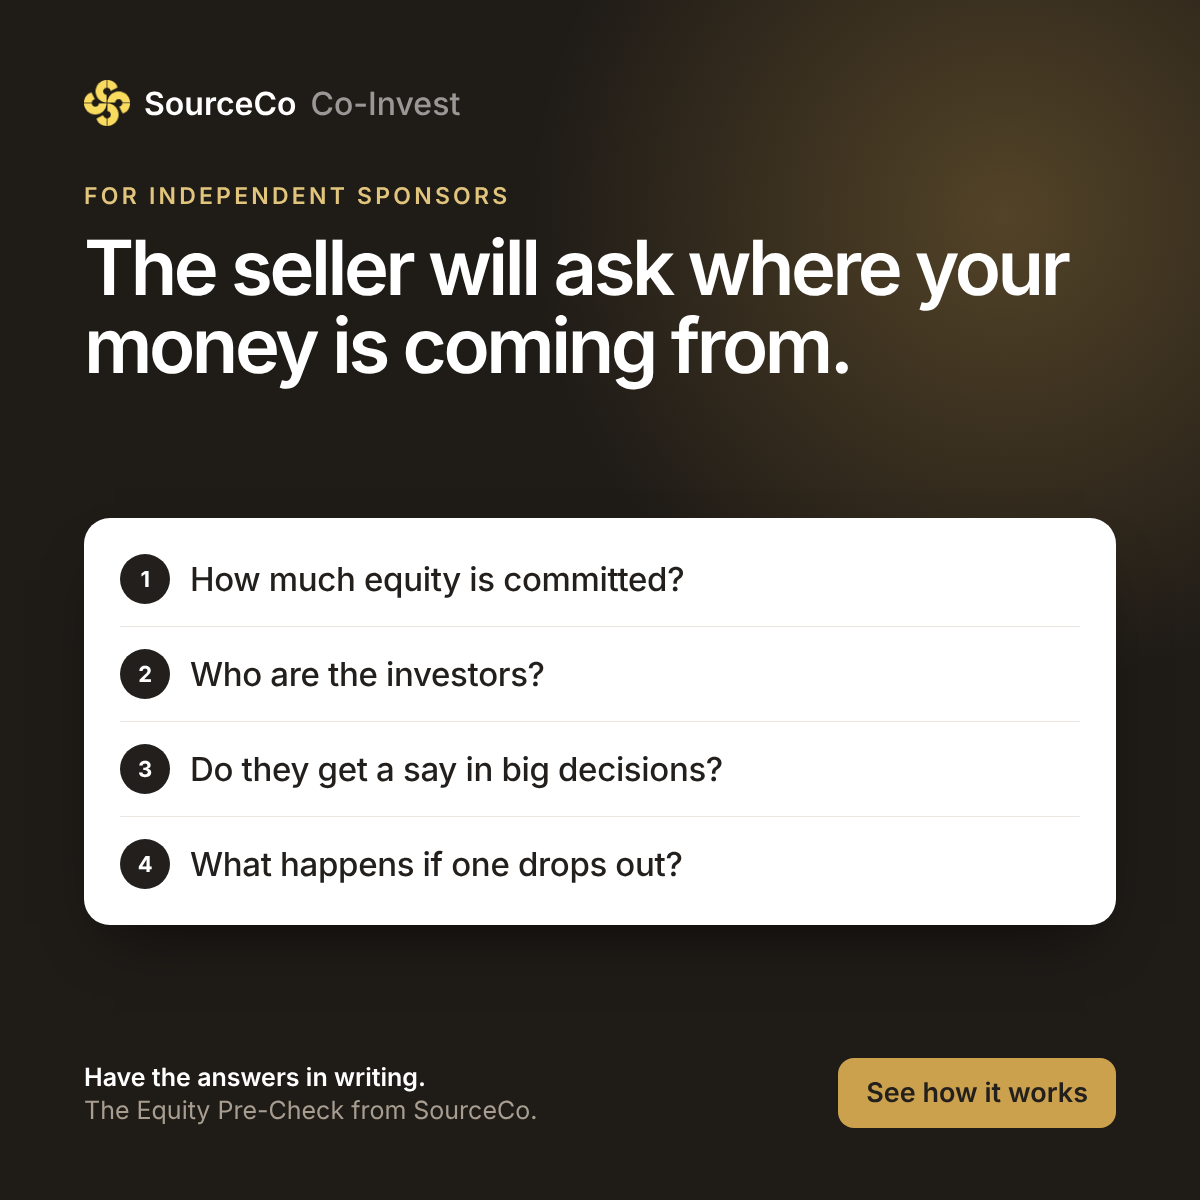 SourceCo Co-Invest
FOR INDEPENDENT SPONSORS
The seller will ask where your
money is coming from.
1 How much equity is committed?
2 Who are the investors?
3 Do they get a say in big decisions?
4 What happens if one drops out?
Have the answers in writing.
The Equity Pre-Check from SourceCo.
See how it works